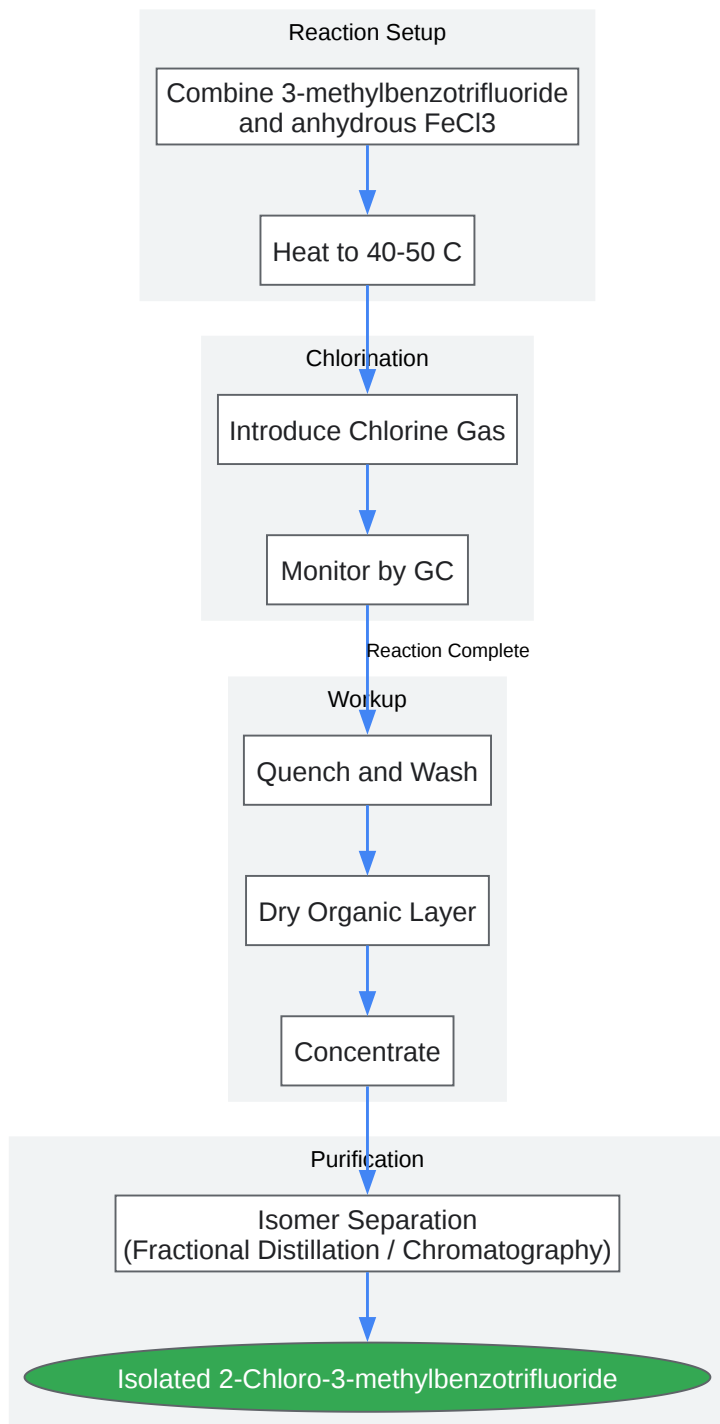 Reaction Setup
Combine 3-methylbenzotrifluoride
and anhydrous FeCl3
Heat to 40-50 C
Chlorination
Introduce Chlorine Gas
Monitor by GC
Reaction Complete
Workup
Quench and Wash
Dry Organic Layer
Concentrate
Purification
Isomer Separation
(Fractional Distillation / Chromatography)
Isolated 2-Chloro-3-methylbenzotrifluoride